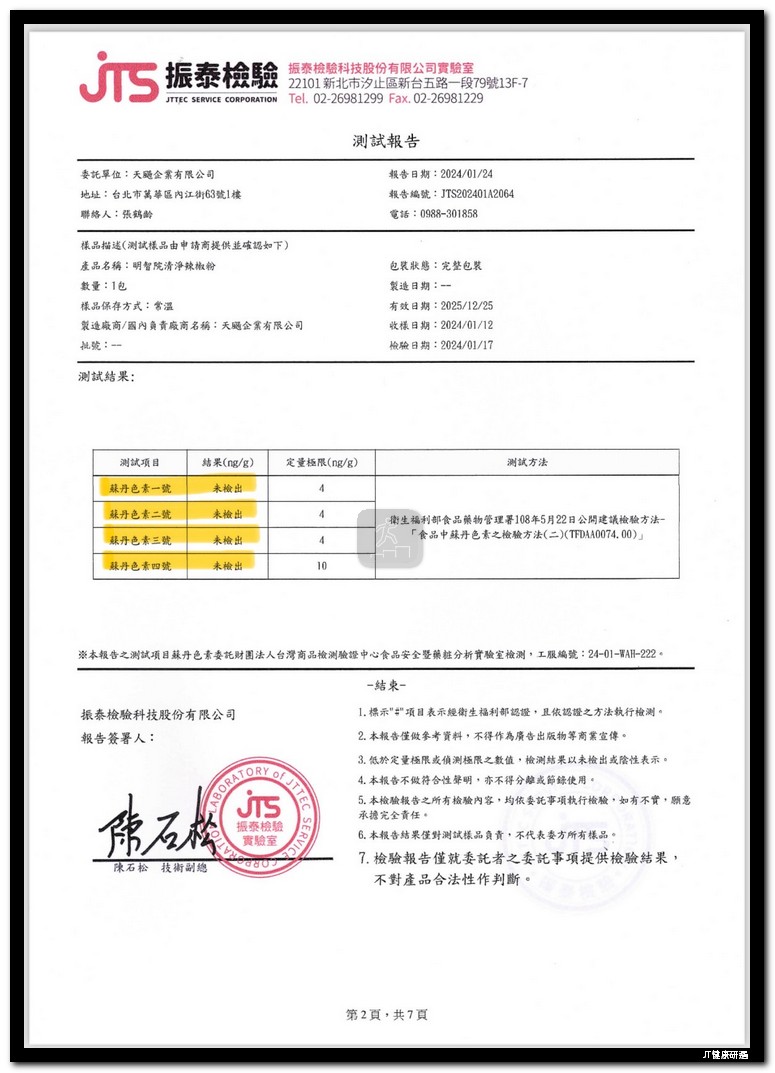 JTS 振泰檢驗
JTTEC SERVICE CORPORATION
振泰檢驗科技股份有限公司實驗室
22101 新北市汐止區新台五路一段79號13F-7
Tel. 02-26981299 Fax. 02-26981229
測試報告
委託單位：天颺企業有限公司
報告日期：2024/01/24
地址：台北市萬華區內江街63號1樓
報告編號：JTS202401A2064
聯絡人：張鶴齡
電話：0988-301858
樣品描述(測試樣品由申請商提供並確認如下)
產品名稱：明智院清淨辣椒粉
包裝狀態：完整包裝
數量：1包
製造日期：--
樣品保存方式：常溫
有效日期：2025/12/25
製造廠商/國內負責廠商名稱：天颺企業有限公司
收樣日期：2024/01/12
批號：--
檢驗日期：2024/01/17
測試結果:
測試項目 結果(ng/g) 定量極限(ng/g) 測試方法
蘇丹色素一號 未檢出 4
蘇丹色素二號 未檢出 4
蘇丹色素三號 未檢出 4
蘇丹色素四號 未檢出 10
衛生福利部食品藥物管理署108年5月22日公開建議檢驗方法-
「食品中蘇丹色素之檢驗方法(二)(TFDAA0074.00)」
※本報告之測試項目蘇丹色素委託財團法人台灣商品檢測驗證中心食品安全暨藥粧分析實驗室檢測，工服編號：24-01-WAH-222。
-結束-
振泰檢驗科技股份有限公司
報告簽署人：
陳石松
LABORATORY of JTTEC SERVICE CORPORATION
JTS
振泰檢驗
實驗室
陳石松 技術副總
1.標示"#"項目表示經衛生福利部認證，且依認證之方法執行檢測。
2.本報告僅做參考資料，不得作為廣告出版物等商業宣傳。
3.低於定量極限或偵測極限之數值，檢測結果以未檢出或陰性表示。
4.本報告不做符合性聲明，亦不得分離或節錄使用。
5.本檢驗報告之所有檢驗內容，均依委託事項執行檢驗，如有不實，願意
承擔完全責任。
6.本報告結果僅對測試樣品負責，不代表委方所有樣品。
7.檢驗報告僅就委託者之委託事項提供檢驗結果，
不對產品合法性作判斷。
第 2 頁，共 7 頁
JT健康研邁